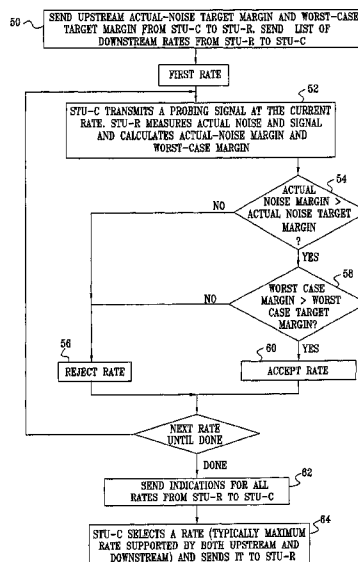 50
SEND UPSTREAM ACTUAL-NOISE TARGET MARGIN AND WORST-CASE
TARGET MARGIN FROM STU-C TO STU-R. SEND LIST OF
DOWNSTREAM RATES FROM STU-R TO STU-C
FIRST RATE
52
STU-C TRANSMITS A PROBING SIGNAL AT THE CURRENT
RATE. STU-R MEASURES ACTUAL NOISE AND SIGNAL
AND CALCULATES ACTUAL-NOISE MARGIN AND
WORST-CASE MARGIN
54
ACTUAL
NOISE MARGIN >
ACTUAL NOISE TARGET
MARGIN
?
NO
YES
58
WORST CASE
MARGIN > WORST
CASE TARGET
MARGIN?
NO
YES
56
REJECT RATE
60
ACCEPT RATE
NEXT RATE
UNTIL DONE
DONE
62
SEND INDICATIONS FOR ALL
RATES FROM STU-R TO STU-C
64
STU-C SELECTS A RATE (TYPICALLY MAXIMUM
RATE SUPPORTED BY BOTH UPSTREAM AND
DOWNSTREAM) AND SENDS IT TO STU-R